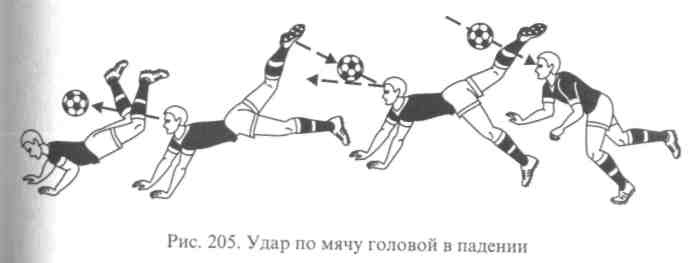 Рис. 205. Удар по мячу головой в падении